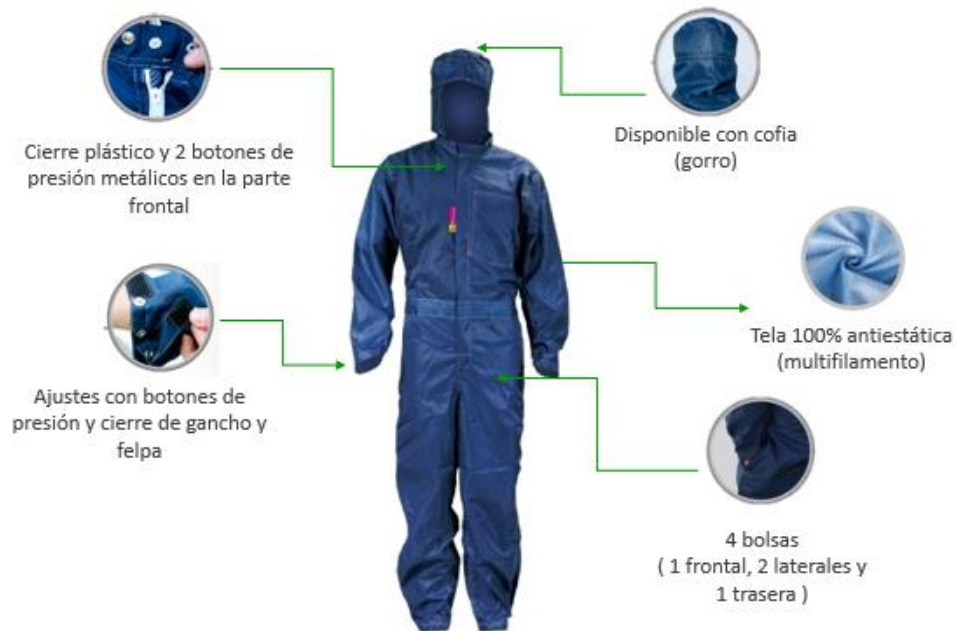 Cierre plástico y 2 botones de
presión metálicos en la parte
frontal
Disponible con cofia
(gorro)
Tela 100% antiestática
(multifilamento)
Ajustes con botones de
presión y cierre de gancho y
felpa
4 bolsas
( 1 frontal, 2 laterales y
1 trasera )